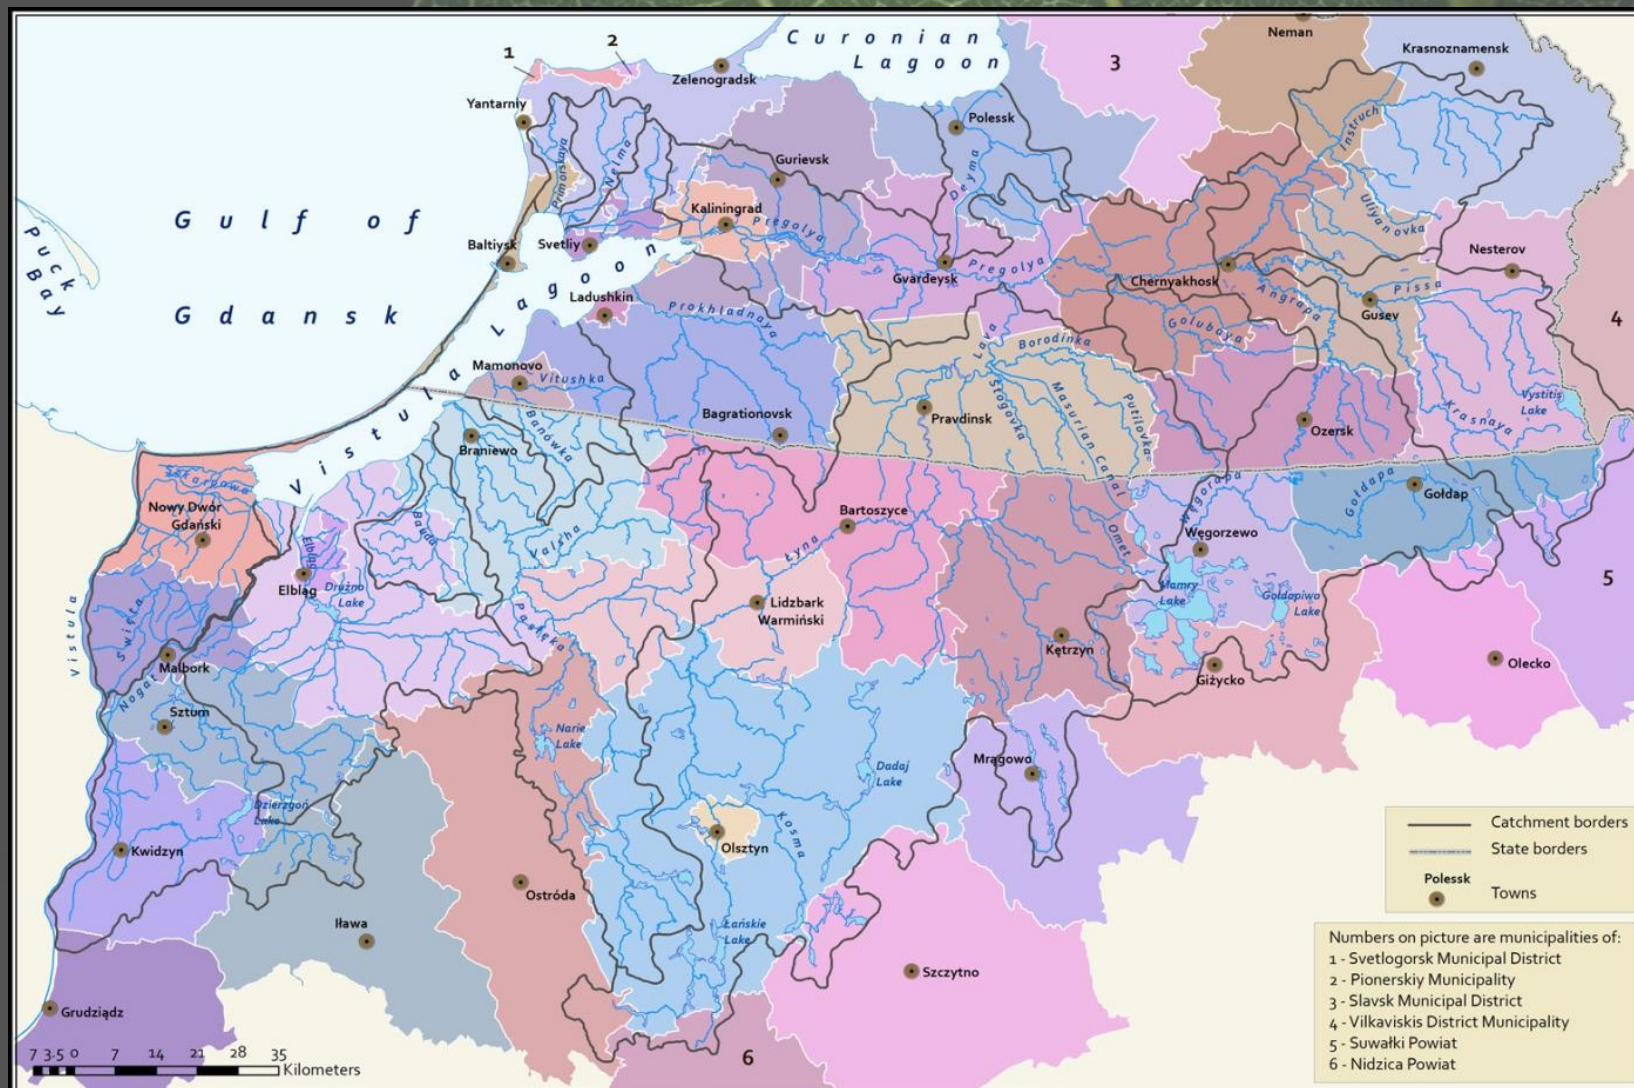 1
2
3
Curonian
Lagoon
Neman
Krasnoznamensk
Zelenogradsk
Yantarniy
Polessk
Instruch
Primorskaya
Nelma
Gurievsk
Deyma
Puck
Bay
Gulf of
Gdansk
Kaliningrad
Pregolya
Uliyanovka
Nesterov
Baltiysk
Svetliy
Gvardeysk
Pregolya
Chernyakhosk
Angrapa
Pissa
Gusev
4
Vistula Lagoon
Ladushkin
Prokhladnaya
Golubaya
Lava
Borodinka
Mamonovo
Vitushka
Bagrationovsk
Pravdinsk
Stogovka
Masurian Canal
Putilovka
Ozersk
Krasnaya
Vystitis
Lake
Braniewo
Banówka
Nowy Dwór
Gdański
Bauda
Valsha
Bartoszyce
Łyna
Omet
Węgorapa
Węgorzewo
Gołdapa
Gołdap
5
Elbląg
Elbląg
Drużno
Lake
Vistula
Święta
Malbork
Nogat
Sztum
Pasłęka
Lidzbark
Warmiński
Kętrzyn
Mamry
Lake
Gołdopiwo
Lake
Giżycko
Olecko
Narie
Lake
Dadaj
Lake
Mrągowo
Dzierzgoń
Lake
Kwidzyn
Olsztyn
Kosma
Ostróda
Iława
Łańskie
Lake
Szczytno
Grudziądz
6
7 3.5 0 7 14 21 28 35
Kilometers
Catchment borders
State borders
Polessk
Towns
Numbers on picture are municipalities of:
1 - Svetlogorsk Municipal District
2 - Pionerskiy Municipality
3 - Slavsk Municipal District
4 - Vilkaviskis District Municipality
5 - Suwałki Powiat
6 - Nidzica Powiat